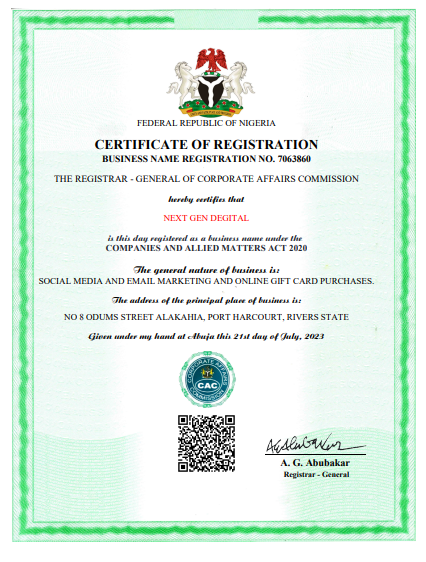 FEDERAL REPUBLIC OF NIGERIA
CERTIFICATE OF REGISTRATION
BUSINESS NAME REGISTRATION NO. 7063860
THE REGISTRAR - GENERAL OF CORPORATE AFFAIRS COMMISSION
hereby certifies that
NEXT GEN DEGITAL
is this day registered as a business name under the
COMPANIES AND ALLIED MATTERS ACT 2020
The general nature of business is:
SOCIAL MEDIA AND EMAIL MARKETING AND ONLINE GIFT CARD PURCHASES.
The address of the principal place of business is:
NO 8 ODUMS STREET ALAKAHIA, PORT HARCOURT, RIVERS STATE
Given under my hand at Abuja this 21st day of July, 2023
CORPORATE AFFAIRS
CAC
COMMISSION
A. G. Abubakar
Registrar - General